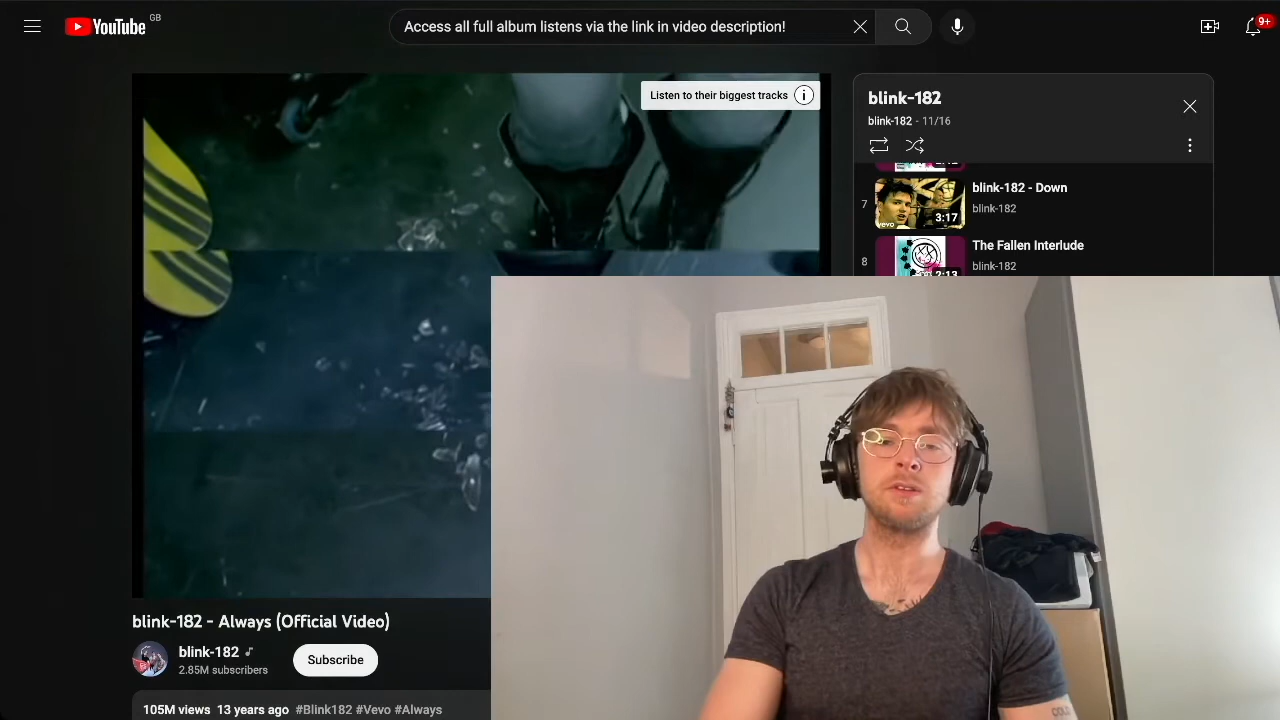 YouTube GB
Access all full album listens via the link in video description!
9+
Listen to their biggest tracks
blink-182
blink-182 - 11/16
7
blink-182 - Down
blink-182
3:17
vevo
8
The Fallen Interlude
blink-182
2:13
blink-182 - Always (Official Video)
blink-182
2.85M subscribers
Subscribe
105M views 13 years ago #Blink182 #Vevo #Always